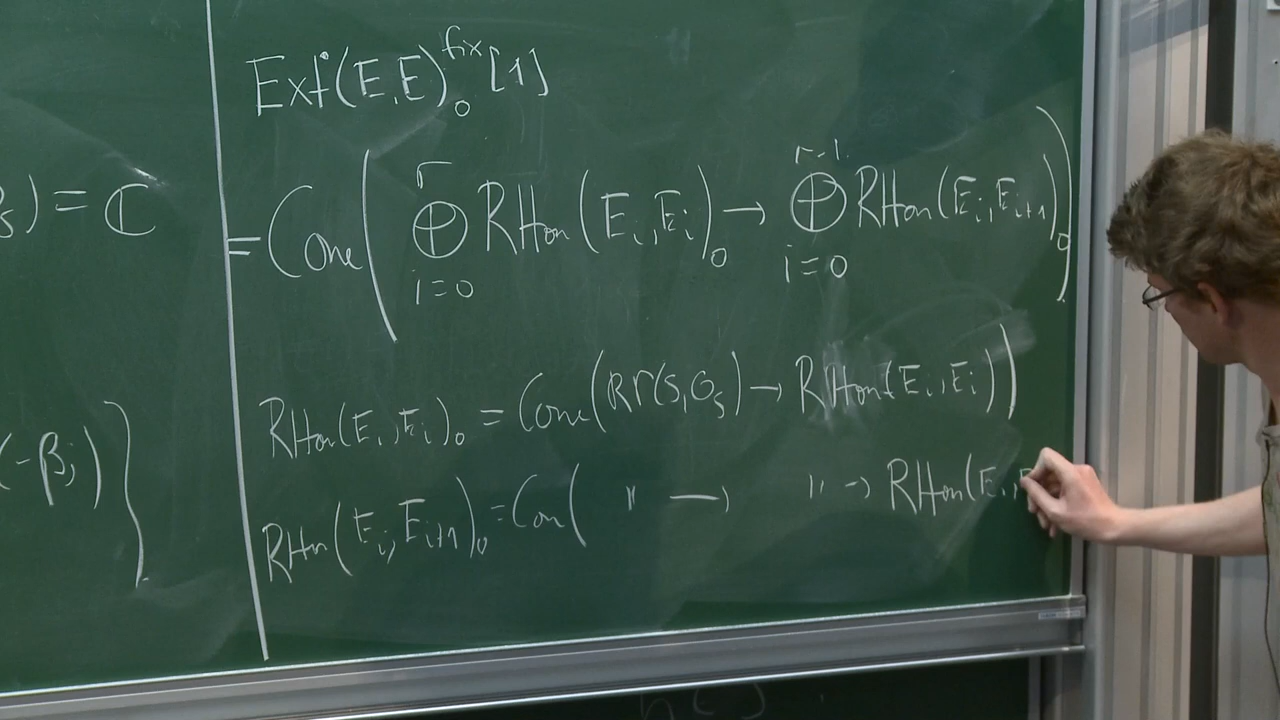 Ext^•(E,E)_0^{fix}[1]
s) = ℂ
= Cone( ⊕_{i=0}^{r} RHom(E_i,E_i)_0 → ⊕_{i=0}^{r-1} RHom(E_i,E_{i+1})_0 )
(-β_i) }
RHom(E_i,E_i)_0 = Cone(RΓ(S,O_S) → RHom(E_i,E_i))
RHom(E_i,E_{i+1})_0 = Con( " → " → RHom(E_i,E